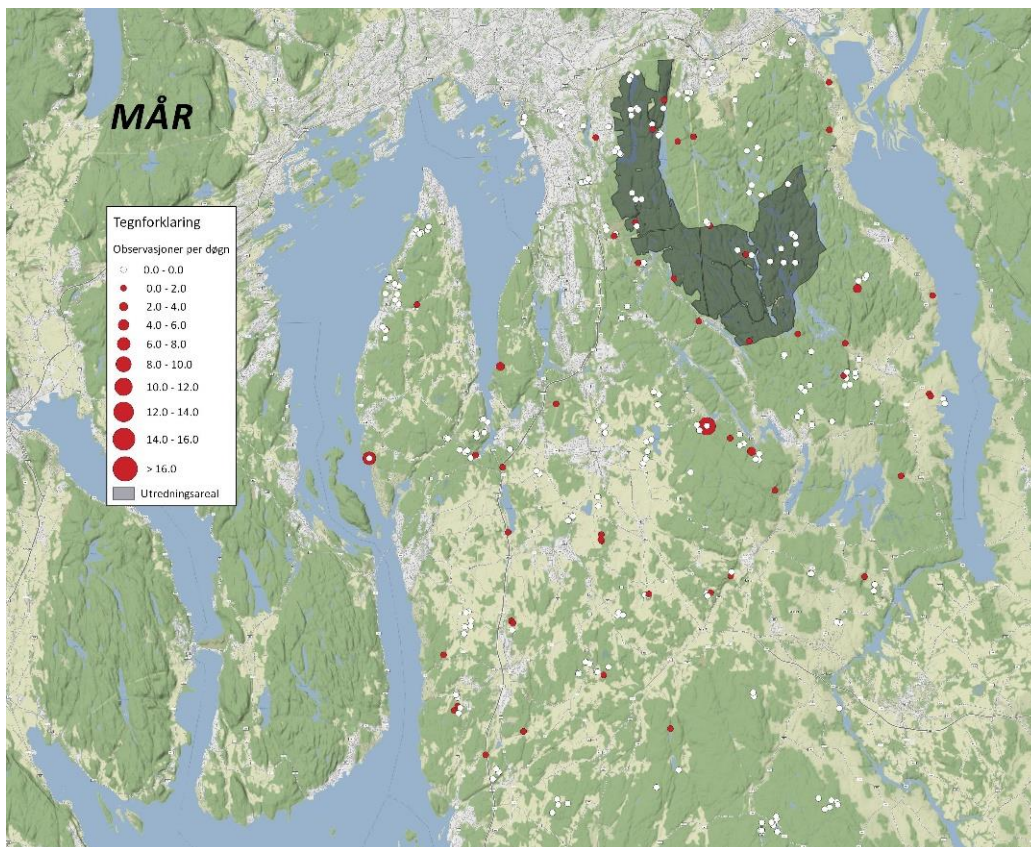 MÅR
Tegnforklaring
Observasjoner per døgn
0.0 - 0.0
0.0 - 2.0
2.0 - 4.0
4.0 - 6.0
6.0 - 8.0
8.0 - 10.0
10.0 - 12.0
12.0 - 14.0
14.0 - 16.0
> 16.0
Utredningsareal